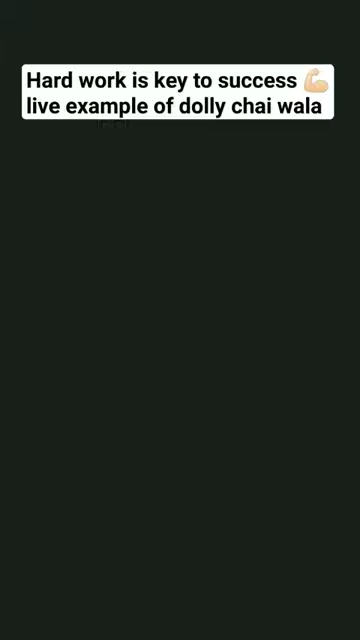 Hard work is key to success 💪🏻
live example of dolly chai wala